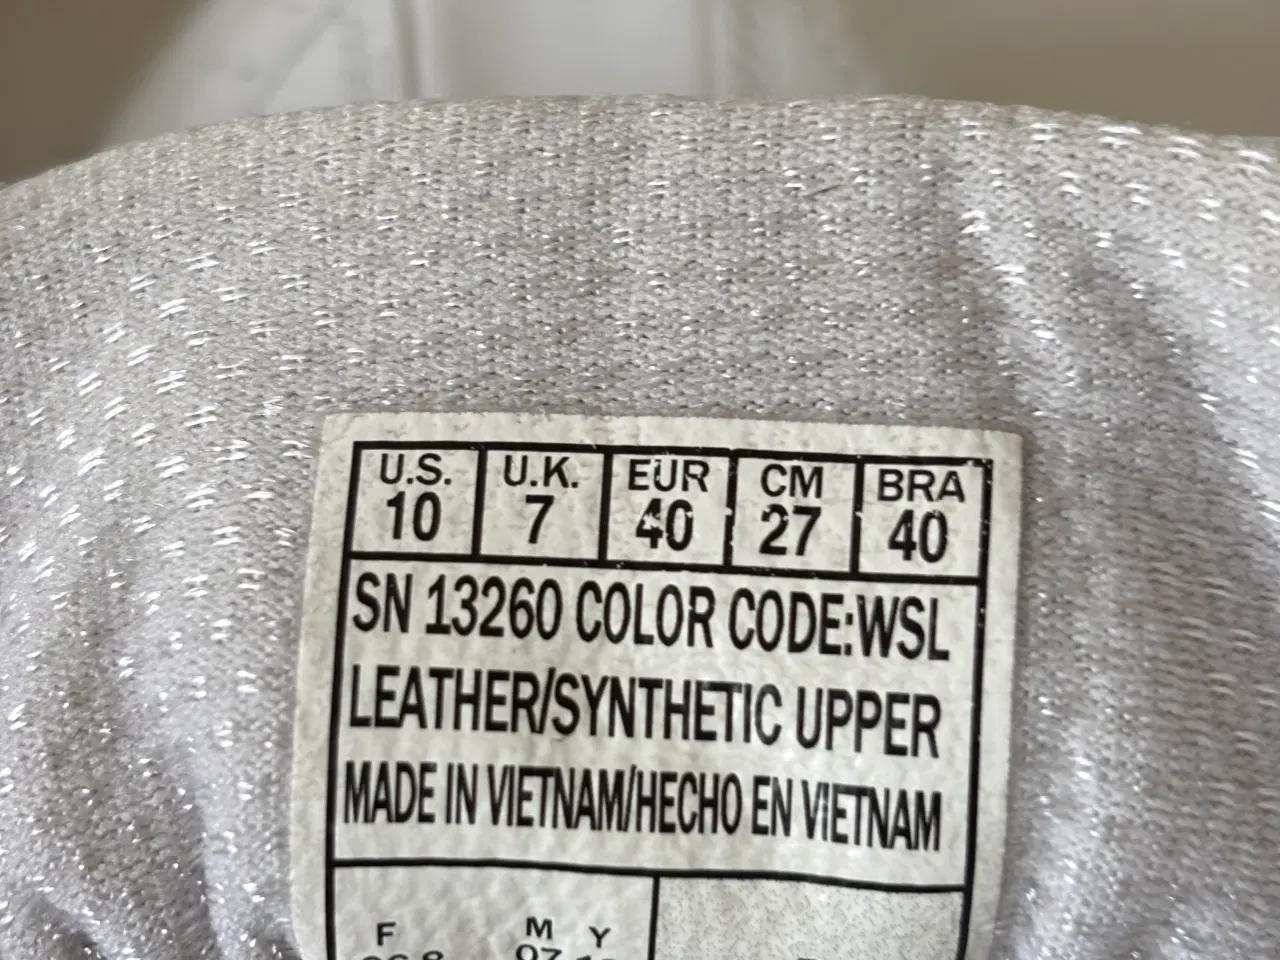 U.S. U.K. EUR CM BRA
10 7 40 27 40
SN 13260 COLOR CODE:WSL
LEATHER/SYNTHETIC UPPER
MADE IN VIETNAM/HECHO EN VIETNAM
F M Y
07